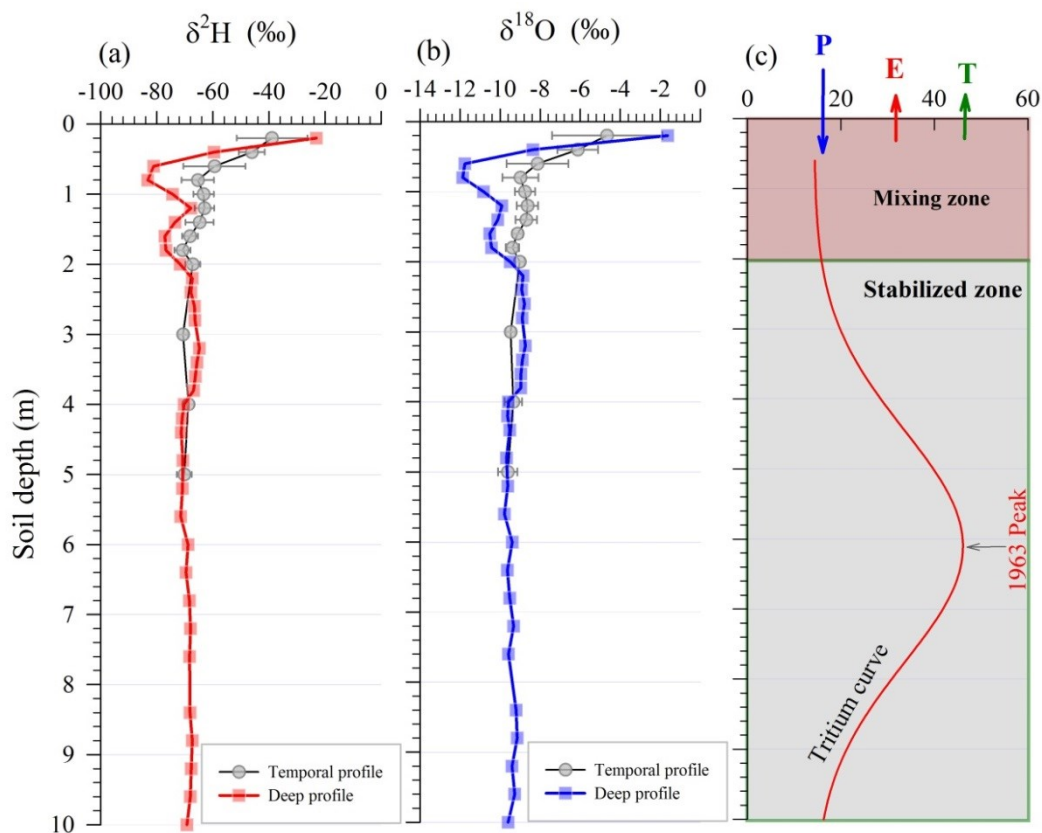 (a) δ²H (‰)
-100 -80 -60 -40 -20 0
(b) δ¹⁸O (‰)
-14 -12 -10 -8 -6 -4 -2 0
(c) P E T
0 20 40 60
Soil depth (m)
0
1
2
3
4
5
6
7
8
9
10
Temporal profile
Deep profile
Temporal profile
Deep profile
Mixing zone
Stabilized zone
1963 Peak
Tritium curve